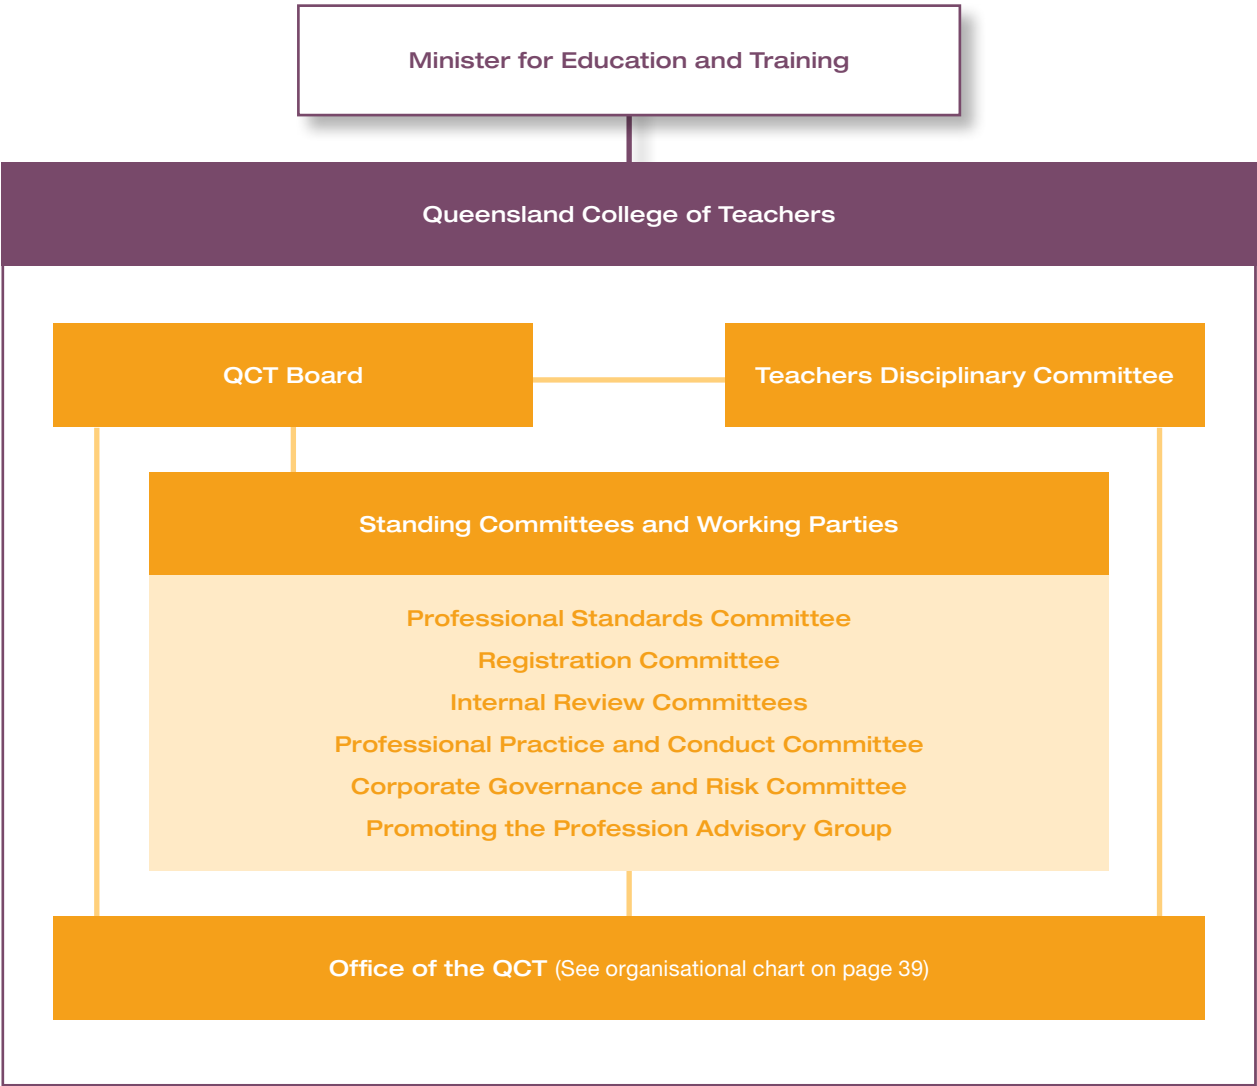 Minister for Education and Training
Queensland College of Teachers
QCT Board
Teachers Disciplinary Committee
Standing Committees and Working Parties
Professional Standards Committee
Registration Committee
Internal Review Committees
Professional Practice and Conduct Committee
Corporate Governance and Risk Committee
Promoting the Profession Advisory Group
Office of the QCT (See organisational chart on page 39)